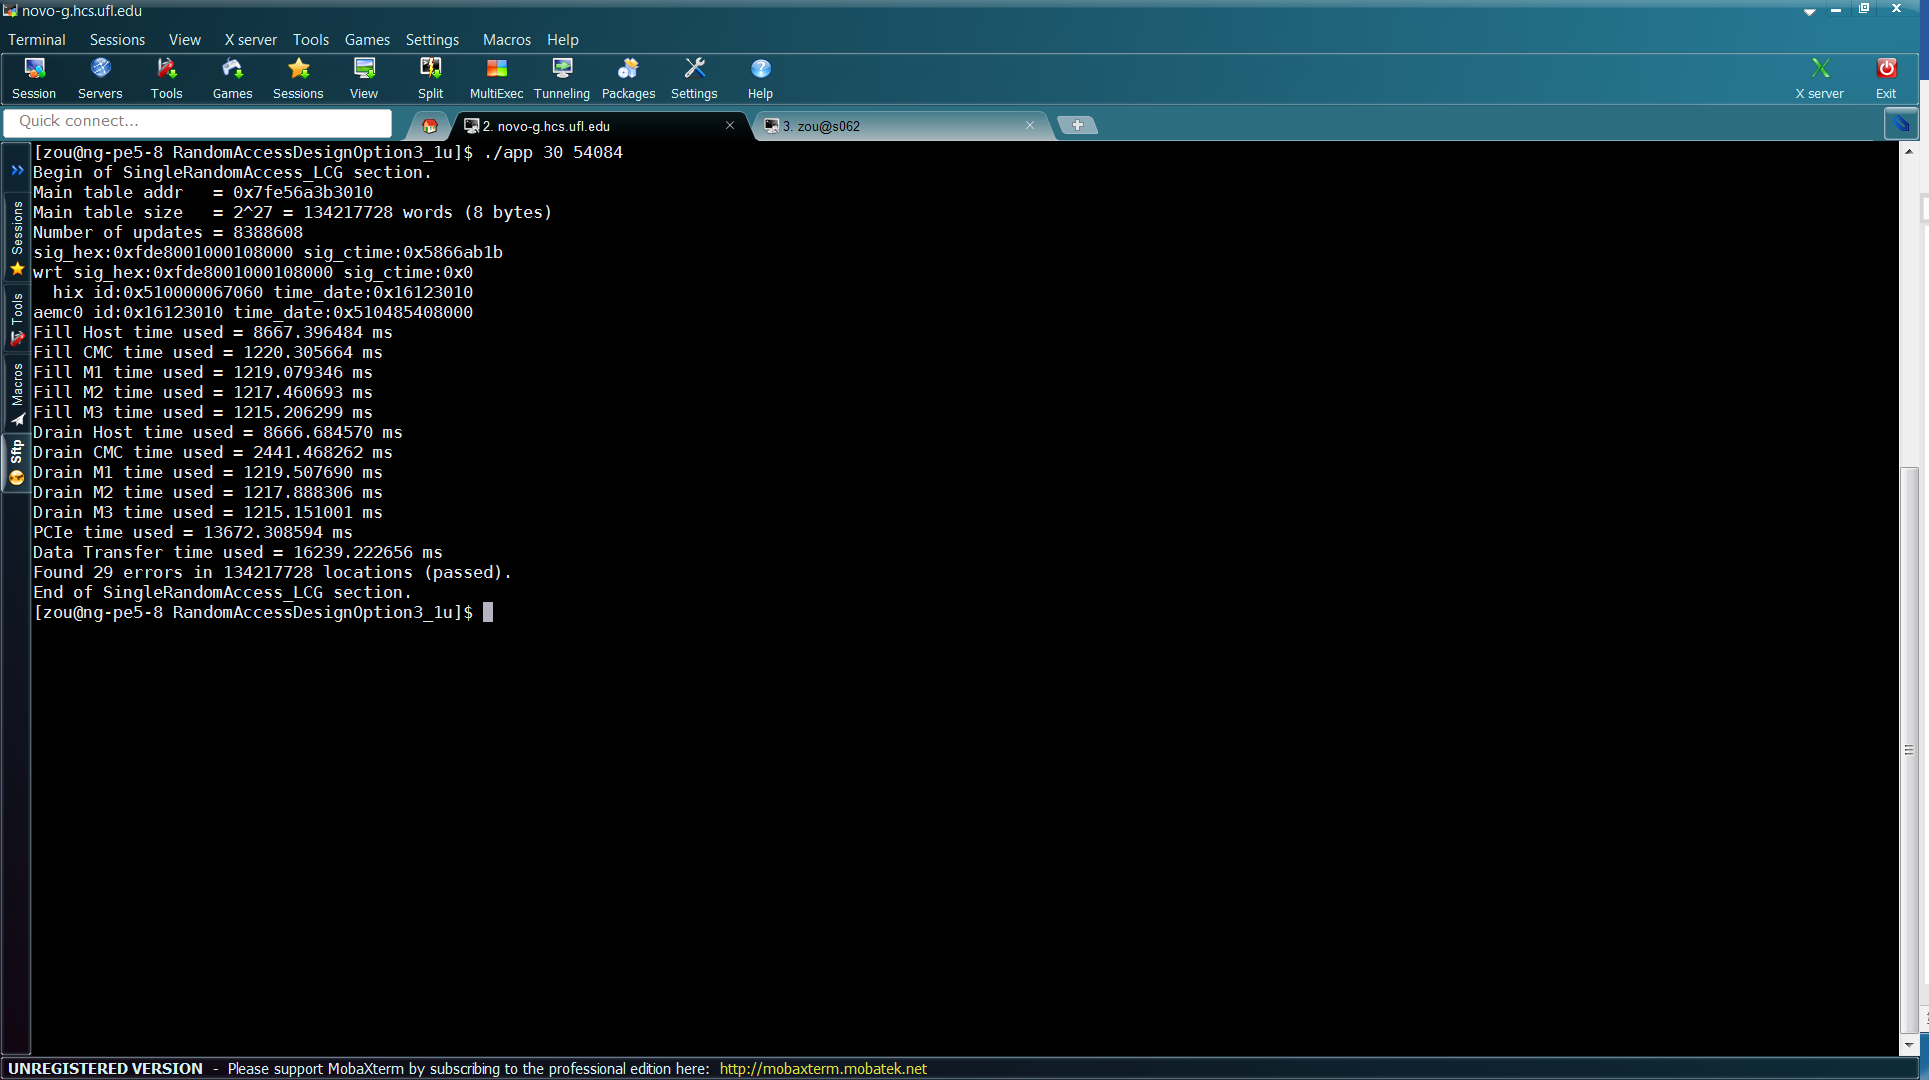 novo-g.hcs.ufl.edu
Terminal Sessions View X server Tools Games Settings Macros Help
Session Servers Tools Games Sessions View Split MultiExec Tunneling Packages Settings Help X server Exit
Quick connect...
2. novo-g.hcs.ufl.edu
3. zou@s062
Sessions
Tools
Macros
Sftp
[zou@ng-pe5-8 RandomAccessDesignOption3_1u]$ ./app 30 54084
Begin of SingleRandomAccess_LCG section.
Main table addr   = 0x7fe56a3b3010
Main table size   = 2^27 = 134217728 words (8 bytes)
Number of updates = 8388608
sig_hex:0xfde8001000108000 sig_ctime:0x5866ab1b
wrt sig_hex:0xfde8001000108000 sig_ctime:0x0
  hix id:0x510000067060 time_date:0x16123010
aemc0 id:0x16123010 time_date:0x510485408000
Fill Host time used = 8667.396484 ms
Fill CMC time used = 1220.305664 ms
Fill M1 time used = 1219.079346 ms
Fill M2 time used = 1217.460693 ms
Fill M3 time used = 1215.206299 ms
Drain Host time used = 8666.684570 ms
Drain CMC time used = 2441.468262 ms
Drain M1 time used = 1219.507690 ms
Drain M2 time used = 1217.888306 ms
Drain M3 time used = 1215.151001 ms
PCIe time used = 13672.308594 ms
Data Transfer time used = 16239.222656 ms
Found 29 errors in 134217728 locations (passed).
End of SingleRandomAccess_LCG section.
[zou@ng-pe5-8 RandomAccessDesignOption3_1u]$
UNREGISTERED VERSION - Please support MobaXterm by subscribing to the professional edition here: http://mobaxterm.mobatek.net